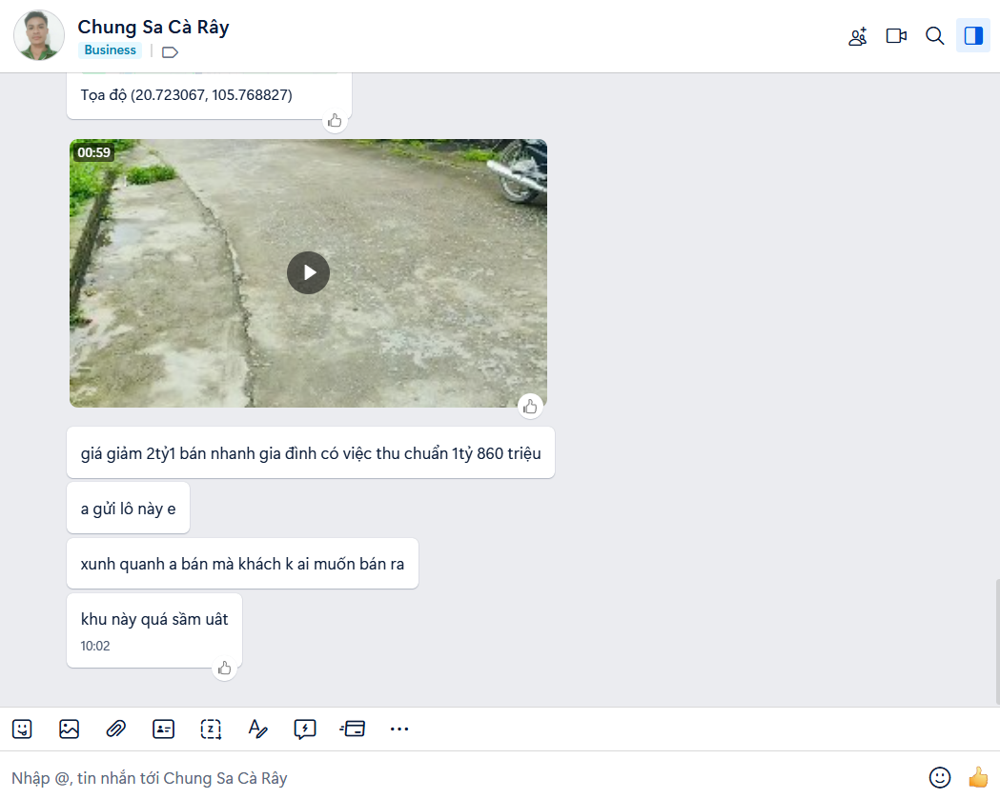 Chung Sa Cà Rây
Business
Tọa độ (20.723067, 105.768827)
00:59
giá giảm 2tỷ1 bán nhanh gia đình có việc thu chuẩn 1tỷ 860 triệu
a gửi lô này e
xunh quanh a bán mà khách k ai muốn bán ra
khu này quá sầm uât
10:02
Nhập @, tin nhắn tới Chung Sa Cà Rây